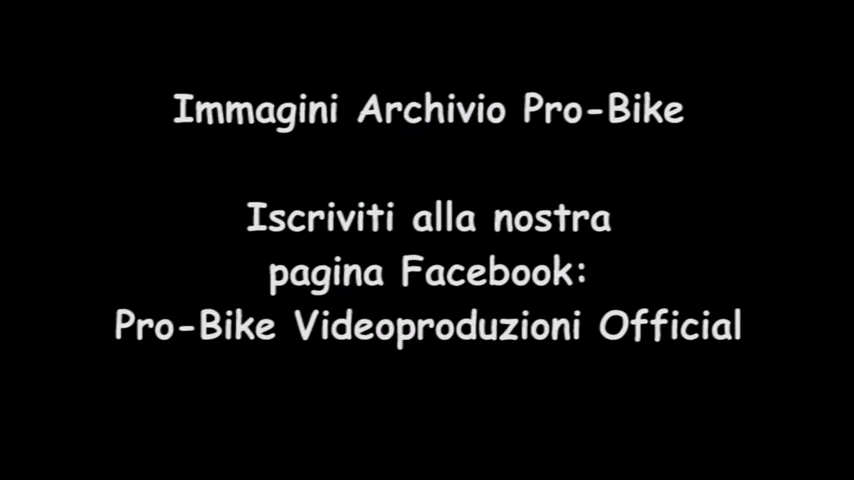 Immagini Archivio Pro-Bike
Iscriviti alla nostra
pagina Facebook:
Pro-Bike Videoproduzioni Official